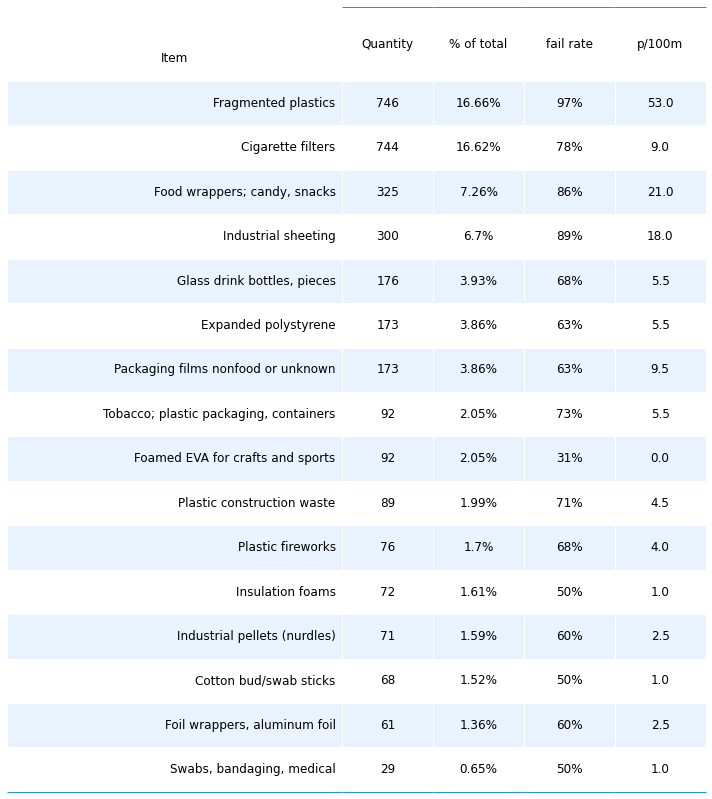 Item Quantity % of total fail rate p/100m
Fragmented plastics 746 16.66% 97% 53.0
Cigarette filters 744 16.62% 78% 9.0
Food wrappers; candy, snacks 325 7.26% 86% 21.0
Industrial sheeting 300 6.7% 89% 18.0
Glass drink bottles, pieces 176 3.93% 68% 5.5
Expanded polystyrene 173 3.86% 63% 5.5
Packaging films nonfood or unknown 173 3.86% 63% 9.5
Tobacco; plastic packaging, containers 92 2.05% 73% 5.5
Foamed EVA for crafts and sports 92 2.05% 31% 0.0
Plastic construction waste 89 1.99% 71% 4.5
Plastic fireworks 76 1.7% 68% 4.0
Insulation foams 72 1.61% 50% 1.0
Industrial pellets (nurdles) 71 1.59% 60% 2.5
Cotton bud/swab sticks 68 1.52% 50% 1.0
Foil wrappers, aluminum foil 61 1.36% 60% 2.5
Swabs, bandaging, medical 29 0.65% 50% 1.0